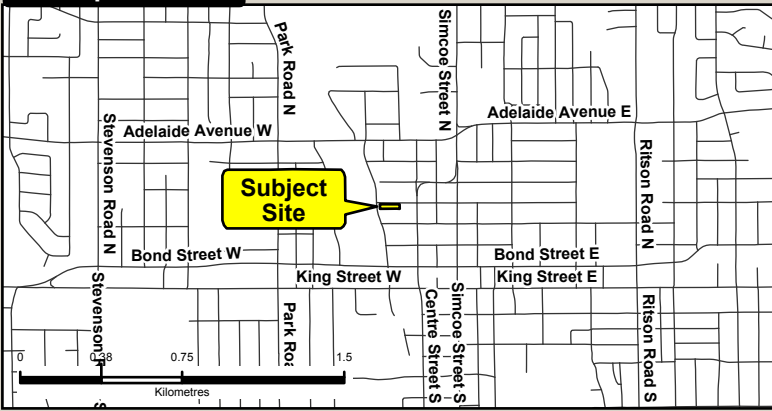 Park Road N
Simcoe Street N
Adelaide Avenue E
Stevenson Road N
Adelaide Avenue W
Ritson Road N
Subject
Site
Bond Street W
Bond Street E
King Street W
King Street E
Stevenson
Park Roa
Centre Street S
Simcoe Street S
Ritson Road S
0
0.38
0.75
1.5
Kilometres